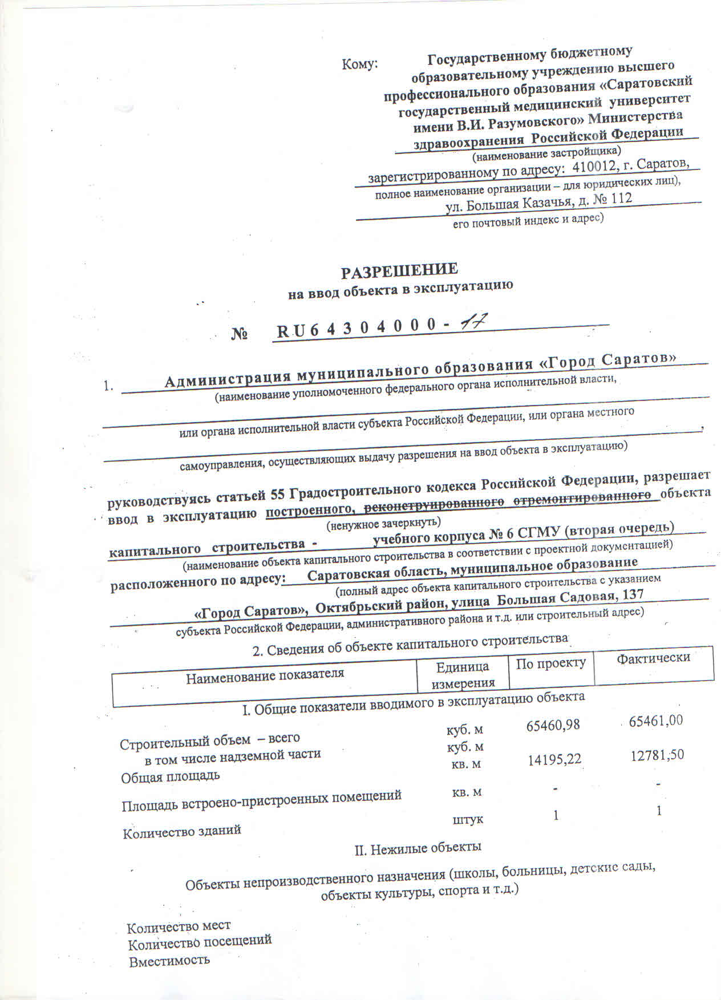 Кому: Государственному бюджетному
образовательному учреждению высшего
профессионального образования «Саратовский
государственный медицинский университет
имени В.И. Разумовского» Министерства
здравоохранения Российской Федерации
(наименование застройщика)
зарегистрированному по адресу: 410012, г. Саратов,
полное наименование организации – для юридических лиц),
ул. Большая Казачья, д. № 112
его почтовый индекс и адрес)
РАЗРЕШЕНИЕ
на ввод объекта в эксплуатацию
№ RU64304000- 17
1. Администрация муниципального образования «Город Саратов»
(наименование уполномоченного федерального органа исполнительной власти,
или органа исполнительной власти субъекта Российской Федерации, или органа местного
,
самоуправления, осуществляющих выдачу разрешения на ввод объекта в эксплуатацию)
руководствуясь статьей 55 Градостроительного кодекса Российской Федерации, разрешает
ввод в эксплуатацию построенного, реконструированного отремонтированного объекта
(ненужное зачеркнуть)
капитального строительства - учебного корпуса № 6 СГМУ (вторая очередь)
(наименование объекта капитального строительства в соответствии с проектной документацией)
расположенного по адресу: Саратовская область, муниципальное образование
(полный адрес объекта капитального строительства с указанием
«Город Саратов», Октябрьский район, улица Большая Садовая, 137
субъекта Российской Федерации, административного района и т.д. или строительный адрес)
2. Сведения об объекте капитального строительства
Наименование показателя Единица измерения По проекту Фактически
I. Общие показатели вводимого в эксплуатацию объекта
Строительный объем – всего куб. м 65460,98 65461,00
в том числе надземной части куб. м
Общая площадь кв. м 14195,22 12781,50
Площадь встроено-пристроенных помещений кв. м - -
Количество зданий штук 1 1
II. Нежилые объекты
Объекты непроизводственного назначения (школы, больницы, детские сады,
объекты культуры, спорта и т.д.)
Количество мест
Количество посещений
Вместимость